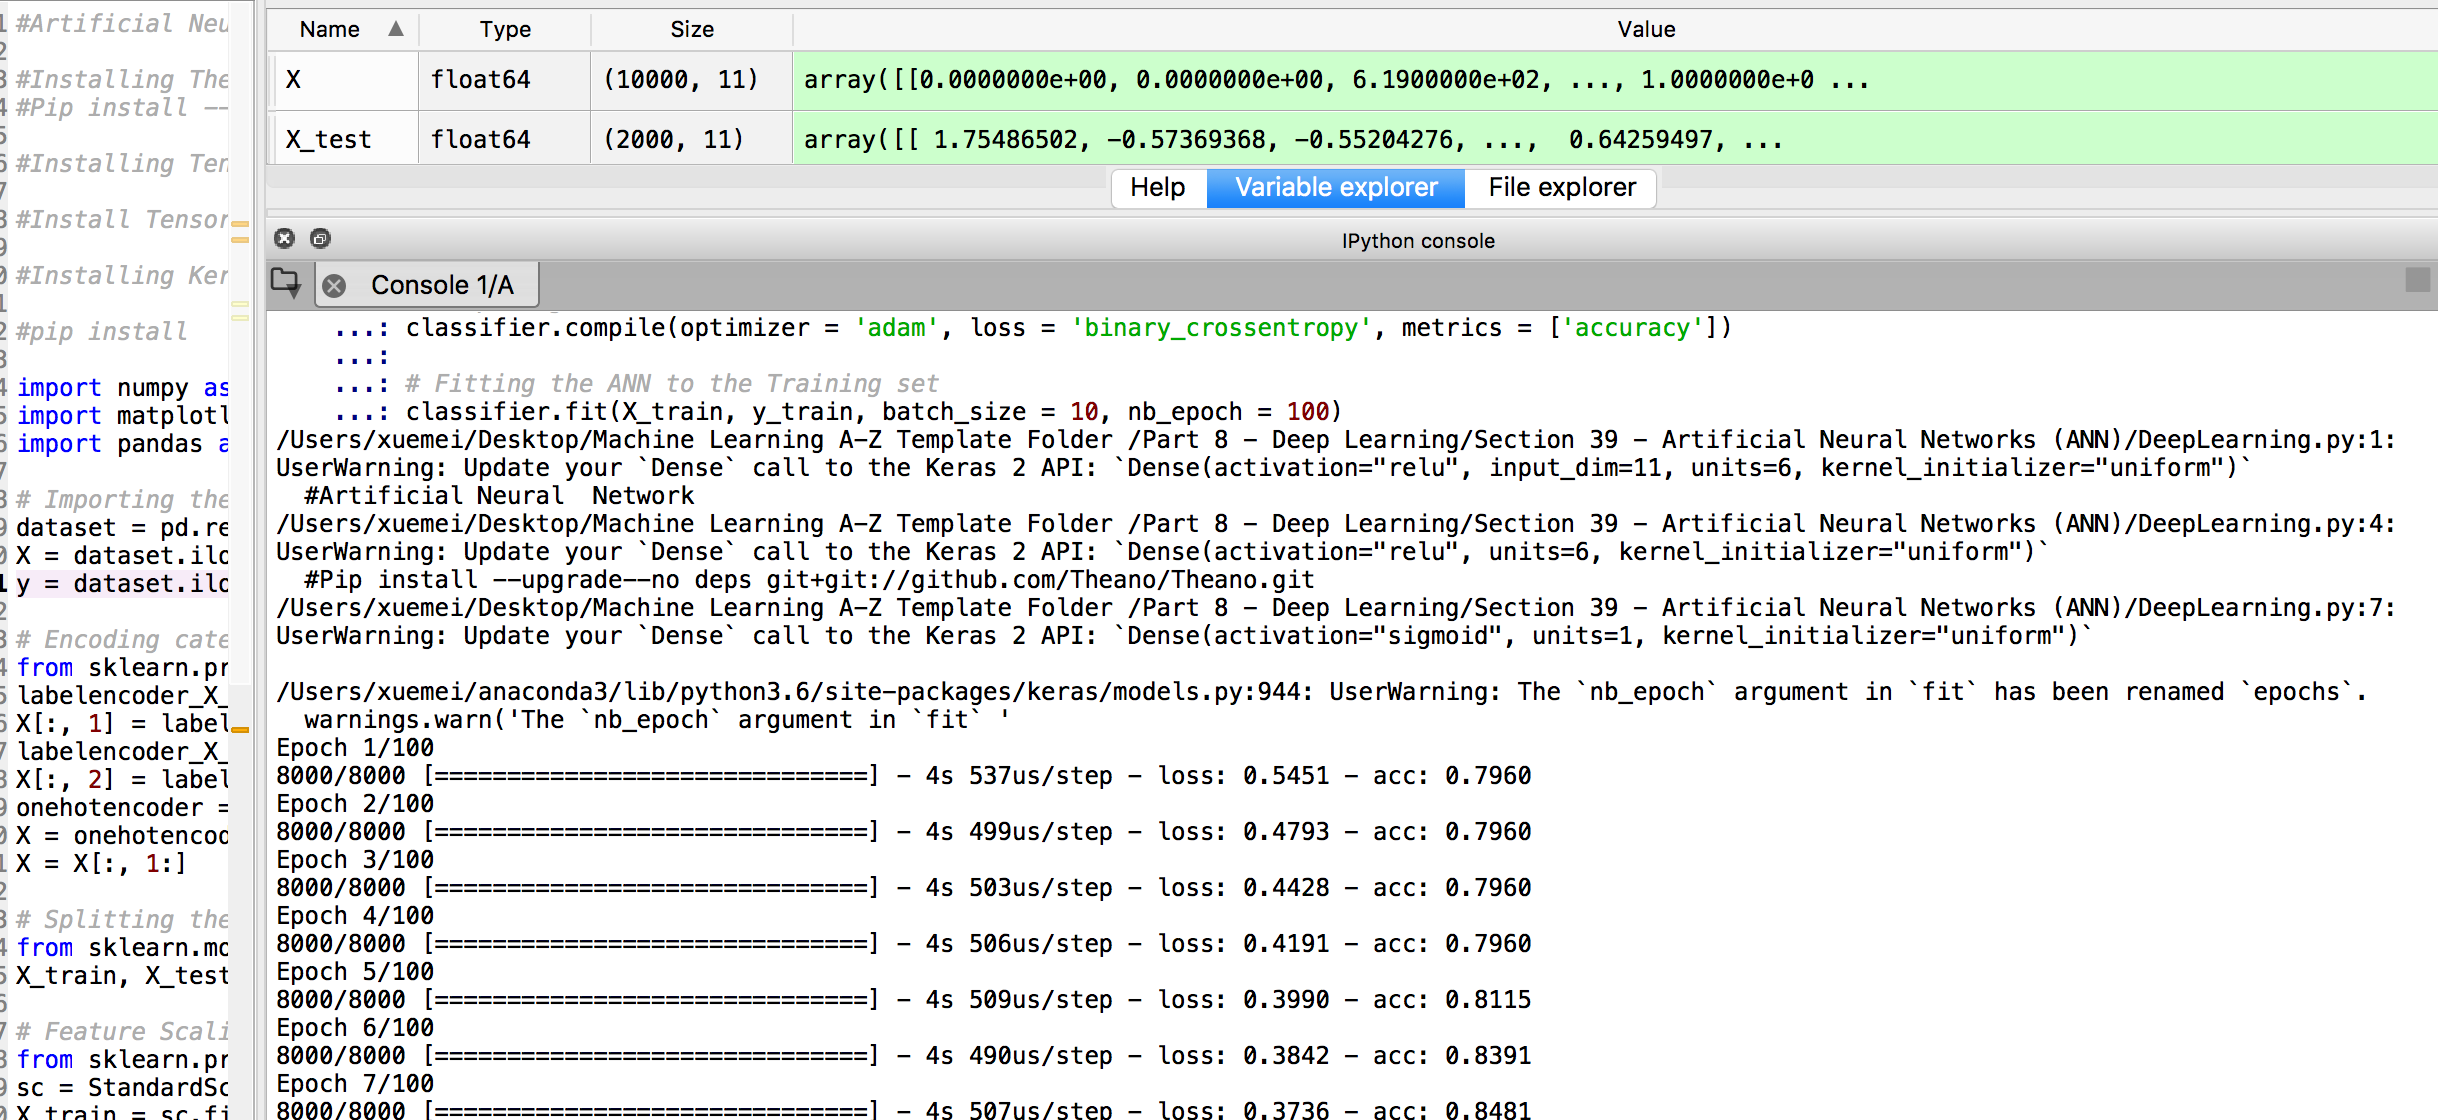 #Artificial Neu
#Installing The
#Pip install --
#Installing Ten
#Install Tensor
#Installing Ker
#pip install
import numpy as
import matplotl
import pandas a
# Importing the
dataset = pd.re
X = dataset.ilo
y = dataset.ilo
# Encoding cate
from sklearn.pr
labelencoder_X_
X[:, 1] = label
labelencoder_X_
X[:, 2] = label
onehotencoder =
X = onehotencod
X = X[:, 1:]
# Splitting the
from sklearn.mo
X_train, X_test
# Feature Scali
from sklearn.pr
sc = StandardSc
X_train = sc.fi
Name Type Size Value
X float64 (10000, 11) array([[0.0000000e+00, 0.0000000e+00, 6.1900000e+02, ..., 1.0000000e+0 ...
X_test float64 (2000, 11) array([[ 1.75486502, -0.57369368, -0.55204276, ..., 0.64259497, ...
Help Variable explorer File explorer
IPython console
Console 1/A
...: classifier.compile(optimizer = 'adam', loss = 'binary_crossentropy', metrics = ['accuracy'])
...:
...: # Fitting the ANN to the Training set
...: classifier.fit(X_train, y_train, batch_size = 10, nb_epoch = 100)
/Users/xuemei/Desktop/Machine Learning A-Z Template Folder /Part 8 - Deep Learning/Section 39 - Artificial Neural Networks (ANN)/DeepLearning.py:1:
UserWarning: Update your `Dense` call to the Keras 2 API: `Dense(activation="relu", input_dim=11, units=6, kernel_initializer="uniform")`
#Artificial Neural  Network
/Users/xuemei/Desktop/Machine Learning A-Z Template Folder /Part 8 - Deep Learning/Section 39 - Artificial Neural Networks (ANN)/DeepLearning.py:4:
UserWarning: Update your `Dense` call to the Keras 2 API: `Dense(activation="relu", units=6, kernel_initializer="uniform")`
#Pip install --upgrade--no deps git+git://github.com/Theano/Theano.git
/Users/xuemei/Desktop/Machine Learning A-Z Template Folder /Part 8 - Deep Learning/Section 39 - Artificial Neural Networks (ANN)/DeepLearning.py:7:
UserWarning: Update your `Dense` call to the Keras 2 API: `Dense(activation="sigmoid", units=1, kernel_initializer="uniform")`
/Users/xuemei/anaconda3/lib/python3.6/site-packages/keras/models.py:944: UserWarning: The `nb_epoch` argument in `fit` has been renamed `epochs`.
warnings.warn('The `nb_epoch` argument in `fit` '
Epoch 1/100
8000/8000 [==============================] - 4s 537us/step - loss: 0.5451 - acc: 0.7960
Epoch 2/100
8000/8000 [==============================] - 4s 499us/step - loss: 0.4793 - acc: 0.7960
Epoch 3/100
8000/8000 [==============================] - 4s 503us/step - loss: 0.4428 - acc: 0.7960
Epoch 4/100
8000/8000 [==============================] - 4s 506us/step - loss: 0.4191 - acc: 0.7960
Epoch 5/100
8000/8000 [==============================] - 4s 509us/step - loss: 0.3990 - acc: 0.8115
Epoch 6/100
8000/8000 [==============================] - 4s 490us/step - loss: 0.3842 - acc: 0.8391
Epoch 7/100
8000/8000 [==============================] - 4s 507us/step - loss: 0.3736 - acc: 0.8481